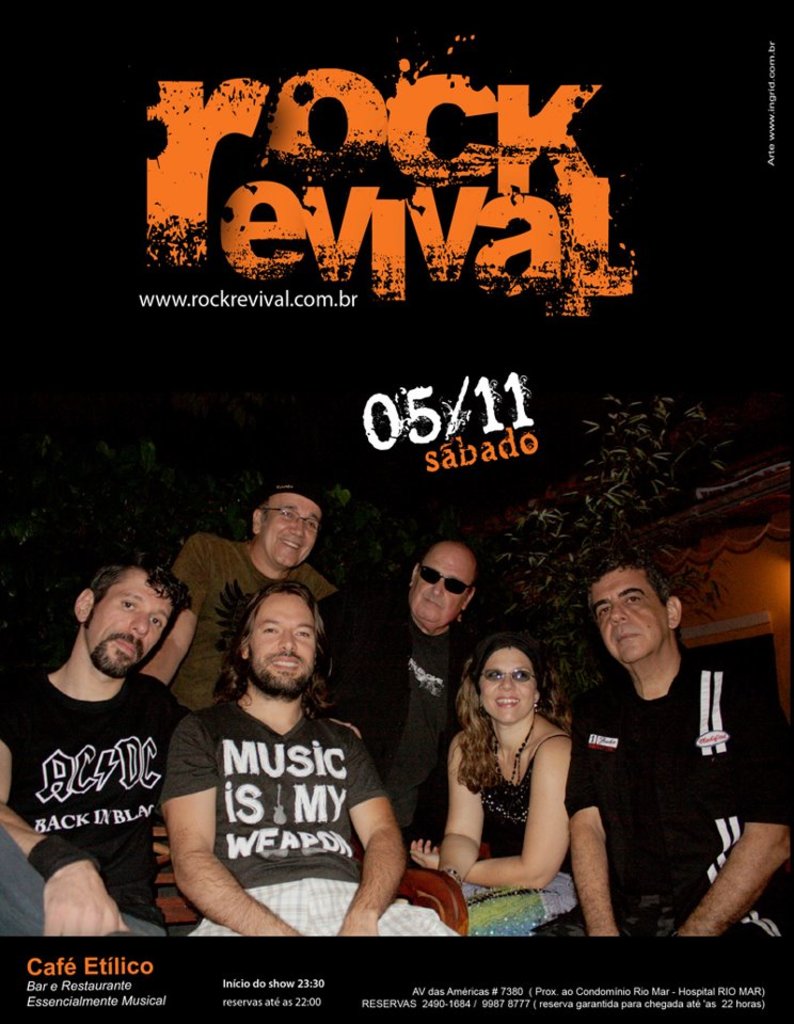 Arte www.ingrid.com.br
rock
revival
www.rockrevival.com.br
05/11
sábado
AC DC
BACK IN BLA
MUSiC
iS MY
WEAPON
Café Etílico
Bar e Restaurante
Essencialmente Musical
Início do show 23:30
reservas até as 22:00
AV das Américas # 7380 ( Prox. ao Condomínio Rio Mar - Hospital RIO MAR)
RESERVAS 2490-1684 / 9987 8777 ( reserva garantida para chegada até 'as 22 horas)